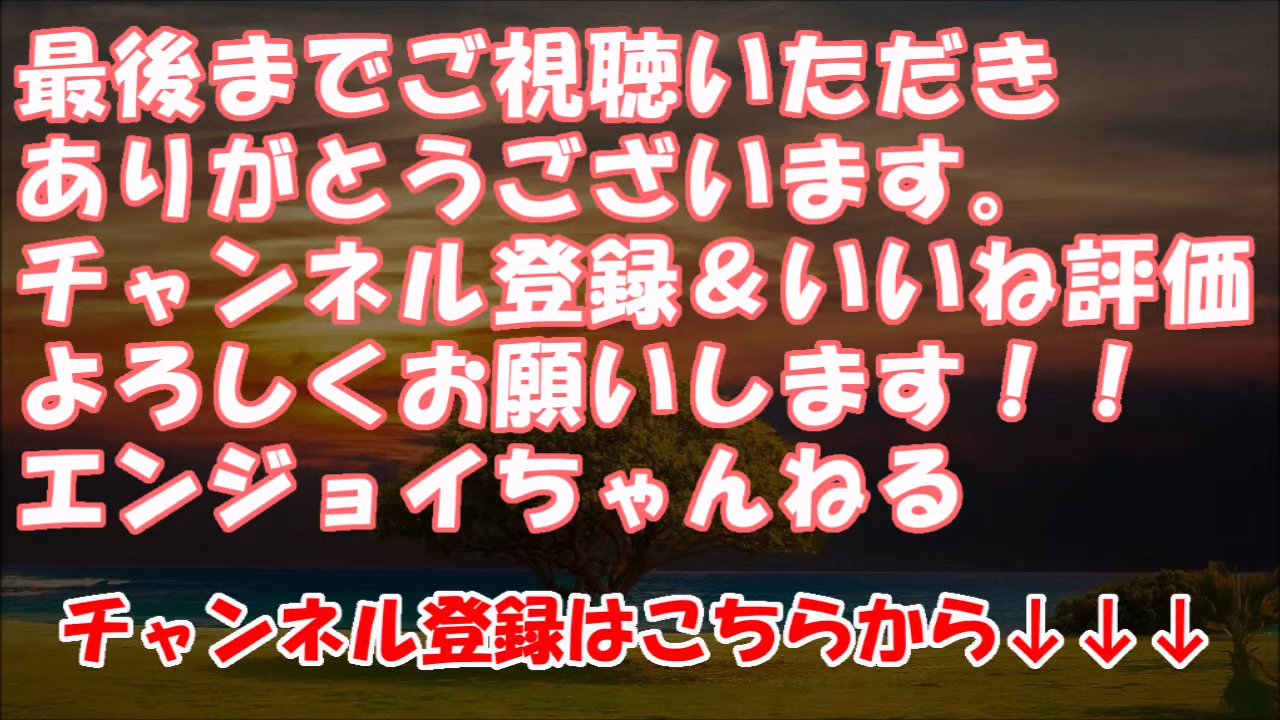 最後までご視聴いただき
ありがとうございます。
チャンネル登録＆いいね評価
よろしくお願いします！！
エンジョイちゃんねる
チャンネル登録はこちらから↓↓↓